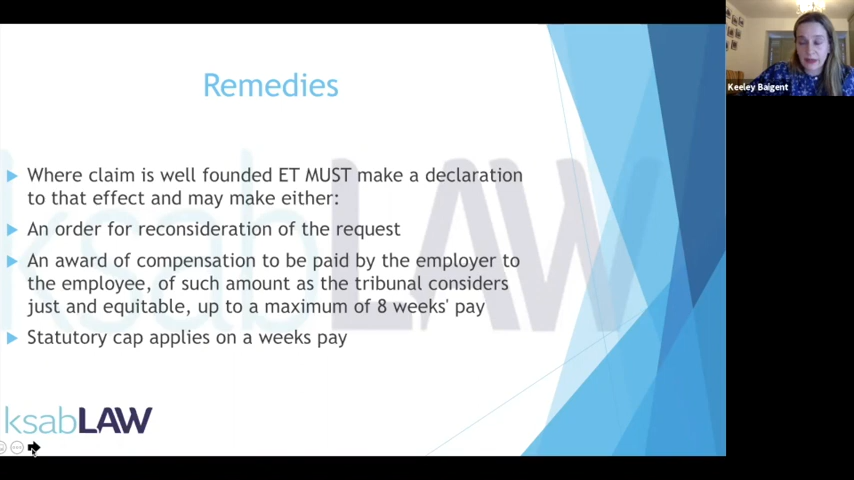 Remedies
Where claim is well founded ET MUST make a declaration
to that effect and may make either:
An order for reconsideration of the request
An award of compensation to be paid by the employer to
the employee, of such amount as the tribunal considers
just and equitable, up to a maximum of 8 weeks' pay
Statutory cap applies on a weeks pay
ksabLAW
ksabLAW
Keeley Baigent